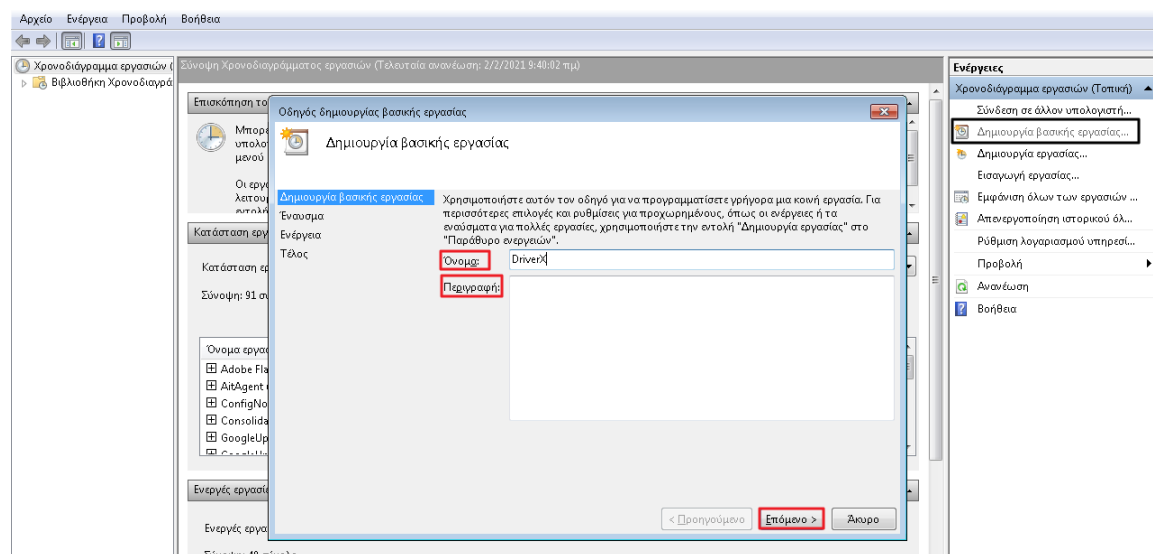 Αρχείο Ενέργεια Προβολή Βοήθεια
Χρονοδιάγραμμα εργασιών (
Βιβλιοθήκη Χρονοδιαγρά
Σύνοψη Χρονοδιαγράμματος εργασιών (Τελευταία ανανέωση: 2/2/2021 9:40:02 πμ)
Επισκόπηση το
Μπορε
υπολο
μενού
Οι εργα
λειτου
Κατάσταση εργ
Κατάσταση ερ
Σύνοψη: 91 συ
Όνομα εργασ
Adobe Fla
AitAgent
ConfigNo
Consolida
GoogleUp
Ενεργές εργασίε
Ενεργές εργα
Οδηγός δημιουργίας βασικής εργασίας
Δημιουργία βασικής εργασίας
Δημιουργία βασικής εργασίας
Έναυσμα
Ενέργεια
Τέλος
Χρησιμοποιήστε αυτόν τον οδηγό για να προγραμματίσετε γρήγορα μια κοινή εργασία. Για
περισσότερες επιλογές και ρυθμίσεις για προχωρημένους, όπως οι ενέργειες ή τα
εναύσματα για πολλές εργασίες, χρησιμοποιήστε την εντολή "Δημιουργία εργασίας" στο
"Παράθυρο ενεργειών".
Όνομα: DriverX
Περιγραφή:
< Προηγούμενο Επόμενο > Άκυρο
Ενέργειες
Χρονοδιάγραμμα εργασιών (Τοπική)
Σύνδεση σε άλλον υπολογιστή...
Δημιουργία βασικής εργασίας...
Δημιουργία εργασίας...
Εισαγωγή εργασίας...
Εμφάνιση όλων των εργασιών ...
Απενεργοποίηση ιστορικού όλ...
Ρύθμιση λογαριασμού υπηρεσί...
Προβολή
Ανανέωση
Βοήθεια